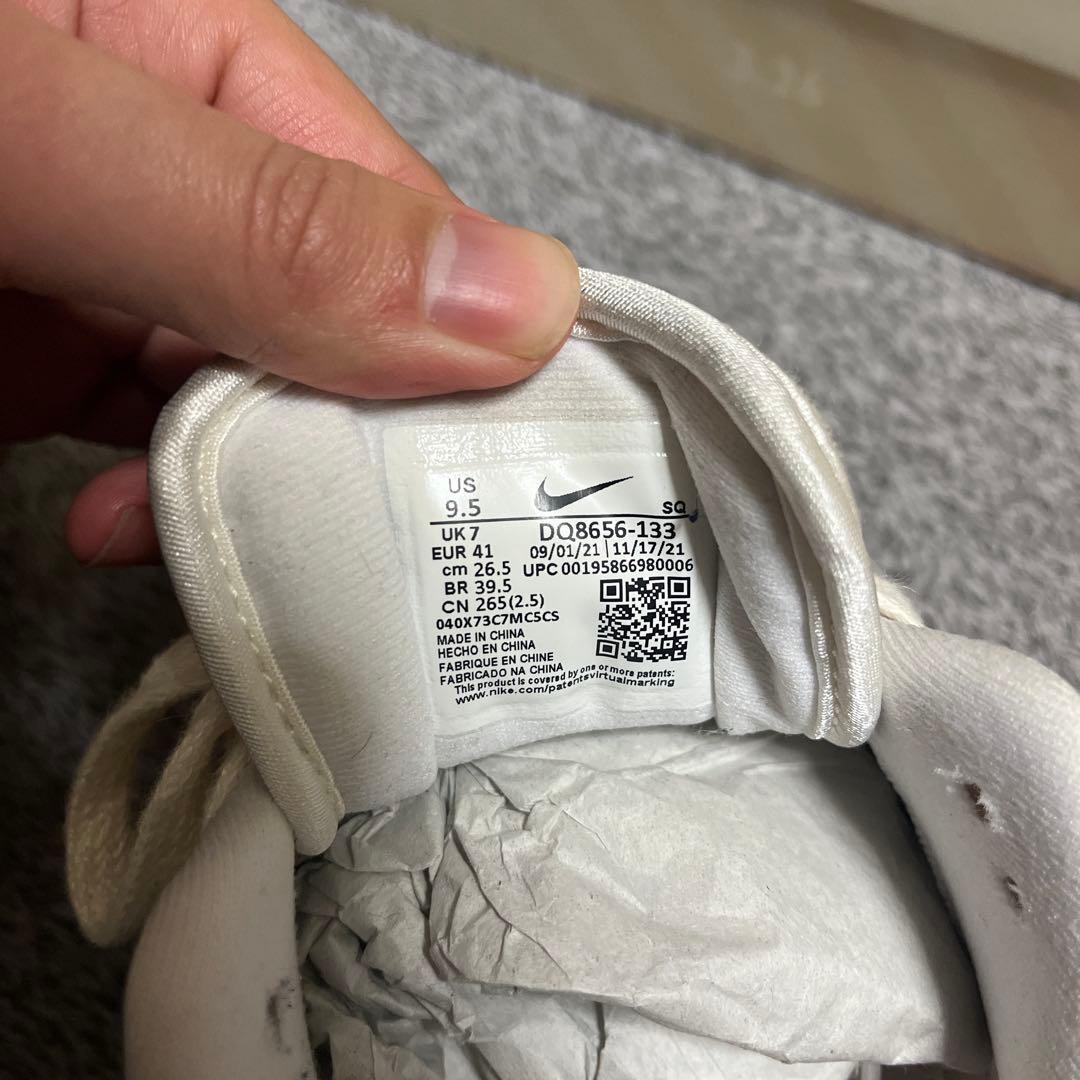 US
9.5
SQ
UK 7
DQ8656-133
EUR 41
09/01/21 | 11/17/21
cm 26.5
UPC 00195866980006
BR 39.5
CN 265(2.5)
040X73C7MC5CS
MADE IN CHINA
HECHO EN CHINA
FABRIQUE EN CHINE
FABRICADO NA CHINA
This product is covered by one or more patents:
www.nike.com/patentsvirtualmarking